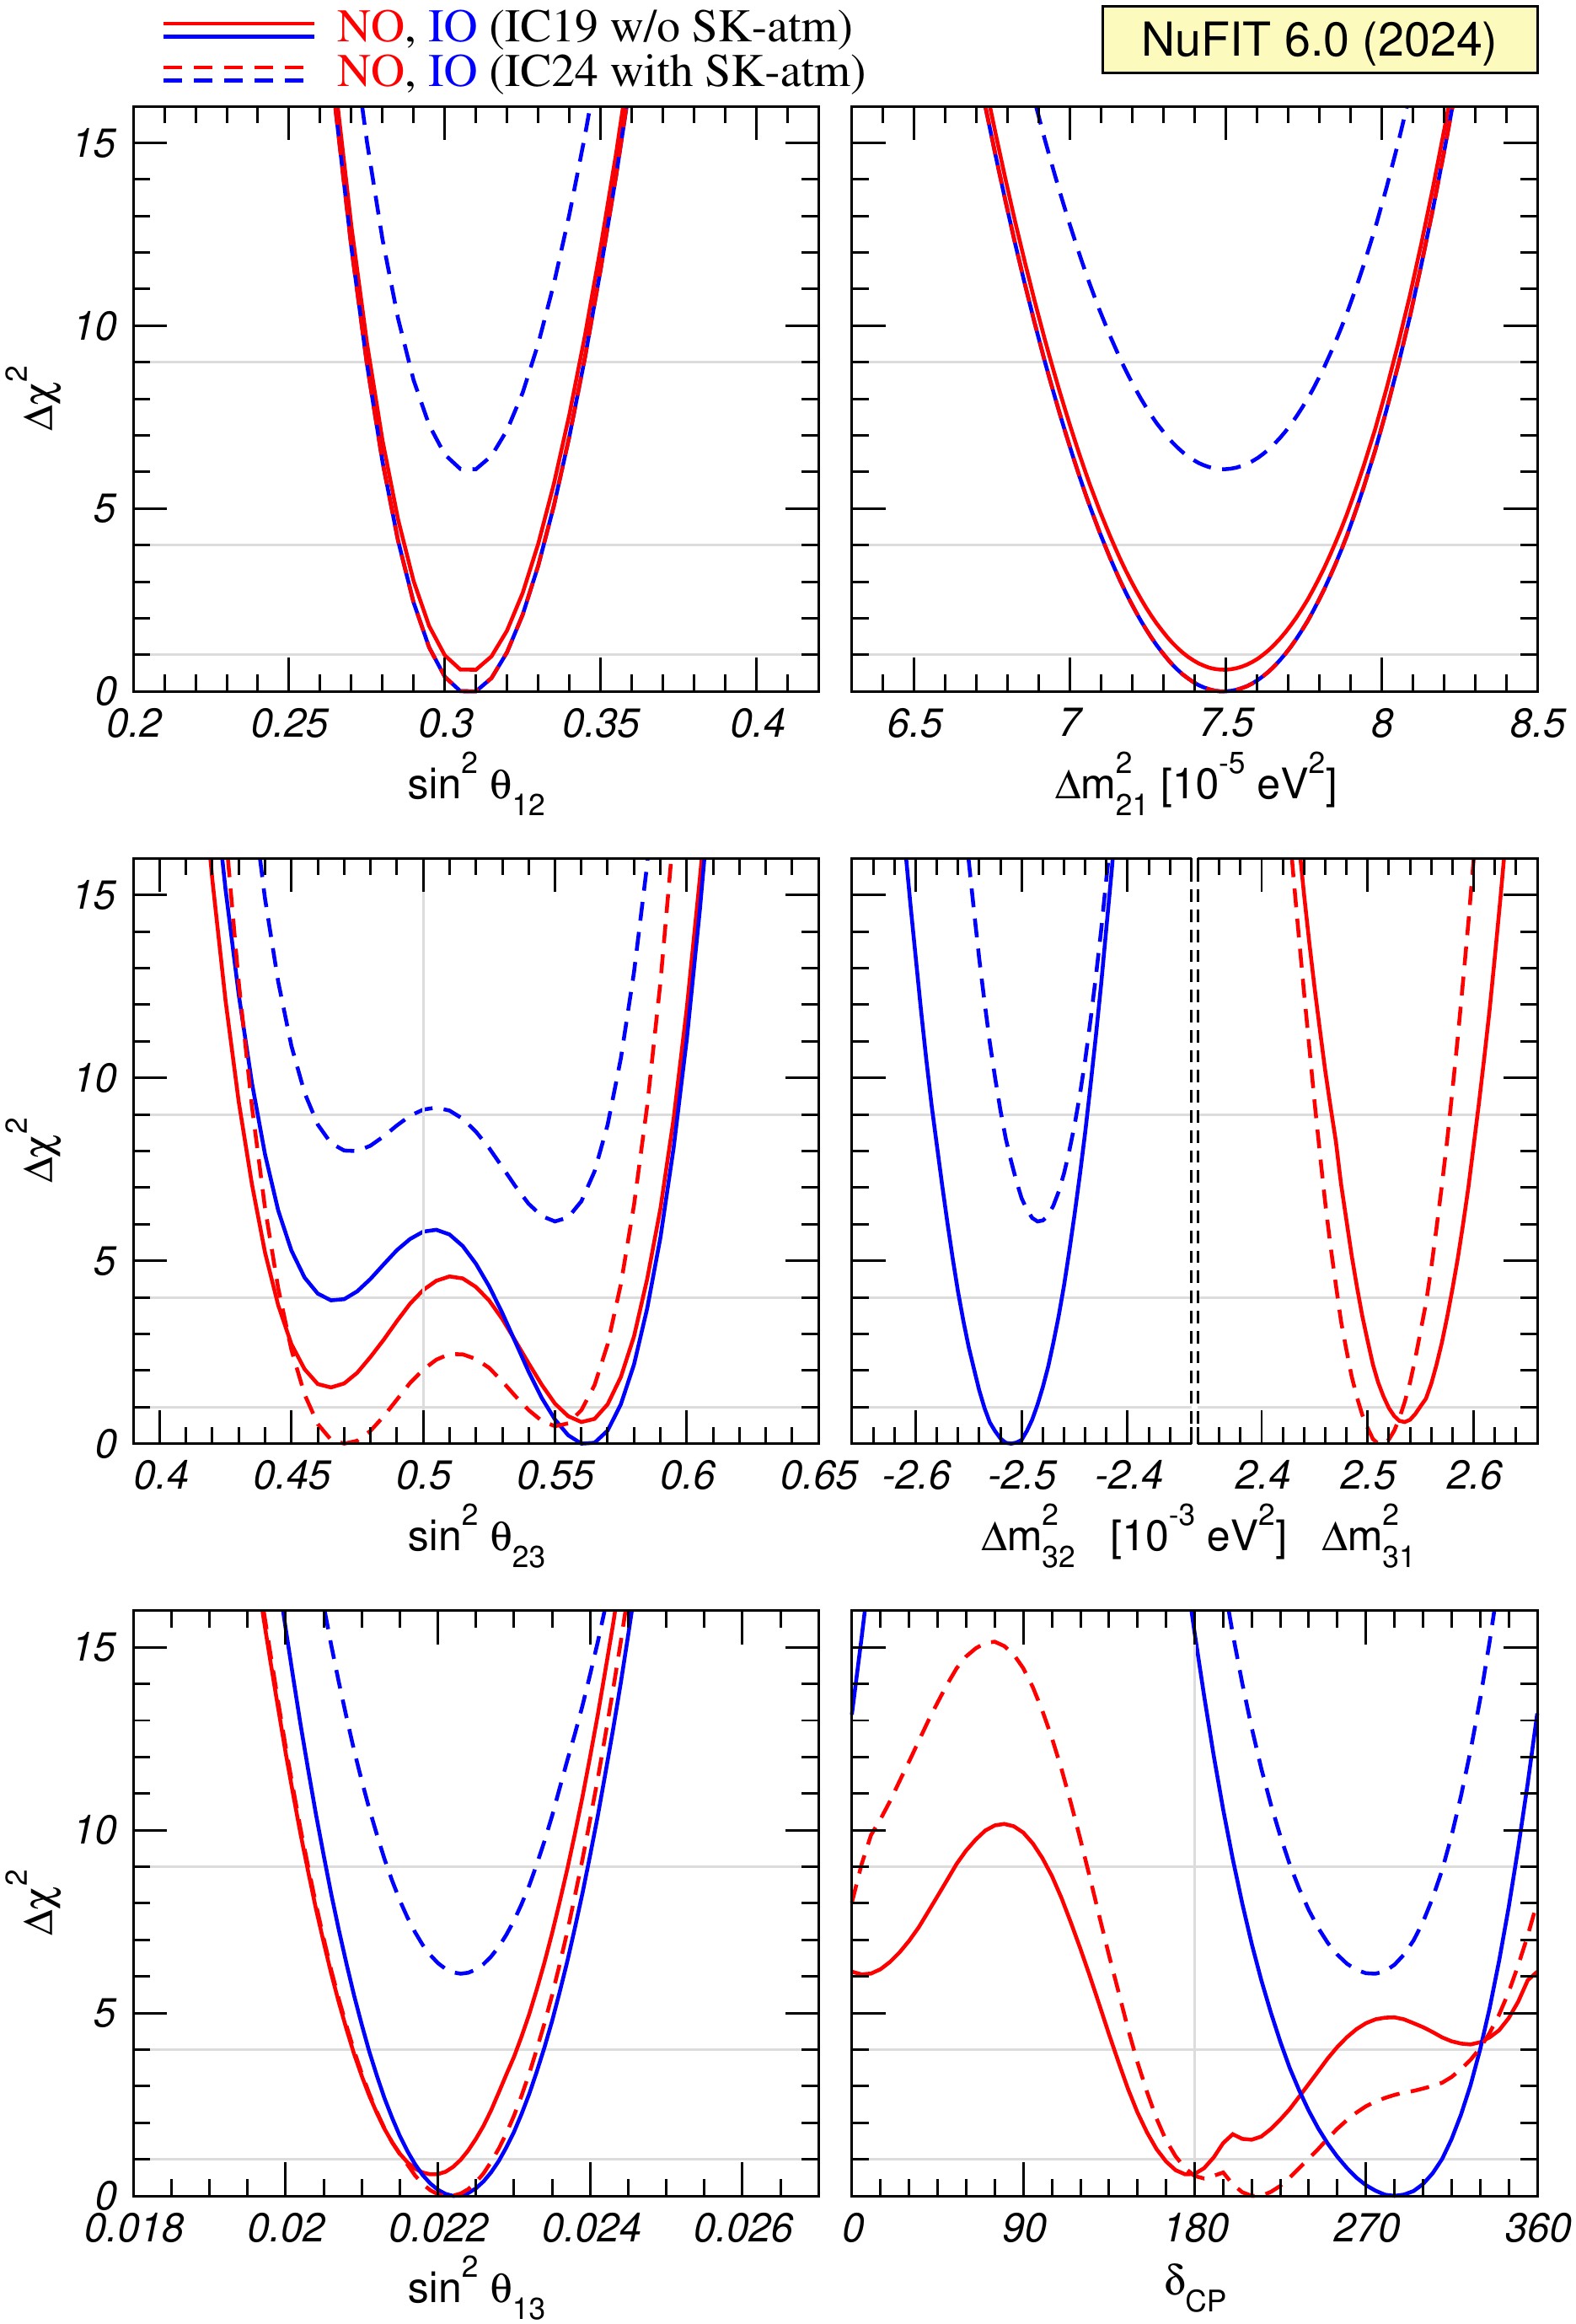 NO, IO (IC19 w/o SK-atm)
NO, IO (IC24 with SK-atm)
NuFIT 6.0 (2024)
15
10
5
0
Δχ²
0.2 0.25 0.3 0.35 0.4
sin² θ₁₂
6.5 7 7.5 8 8.5
Δm²₂₁ [10⁻⁵ eV²]
15
10
5
0
Δχ²
0.4 0.45 0.5 0.55 0.6 0.65
sin² θ₂₃
-2.6 -2.5 -2.4 2.4 2.5 2.6
Δm²₃₂ [10⁻³ eV²] Δm²₃₁
15
10
5
0
Δχ²
0.018 0.02 0.022 0.024 0.026
sin² θ₁₃
0 90 180 270 360
δ_CP